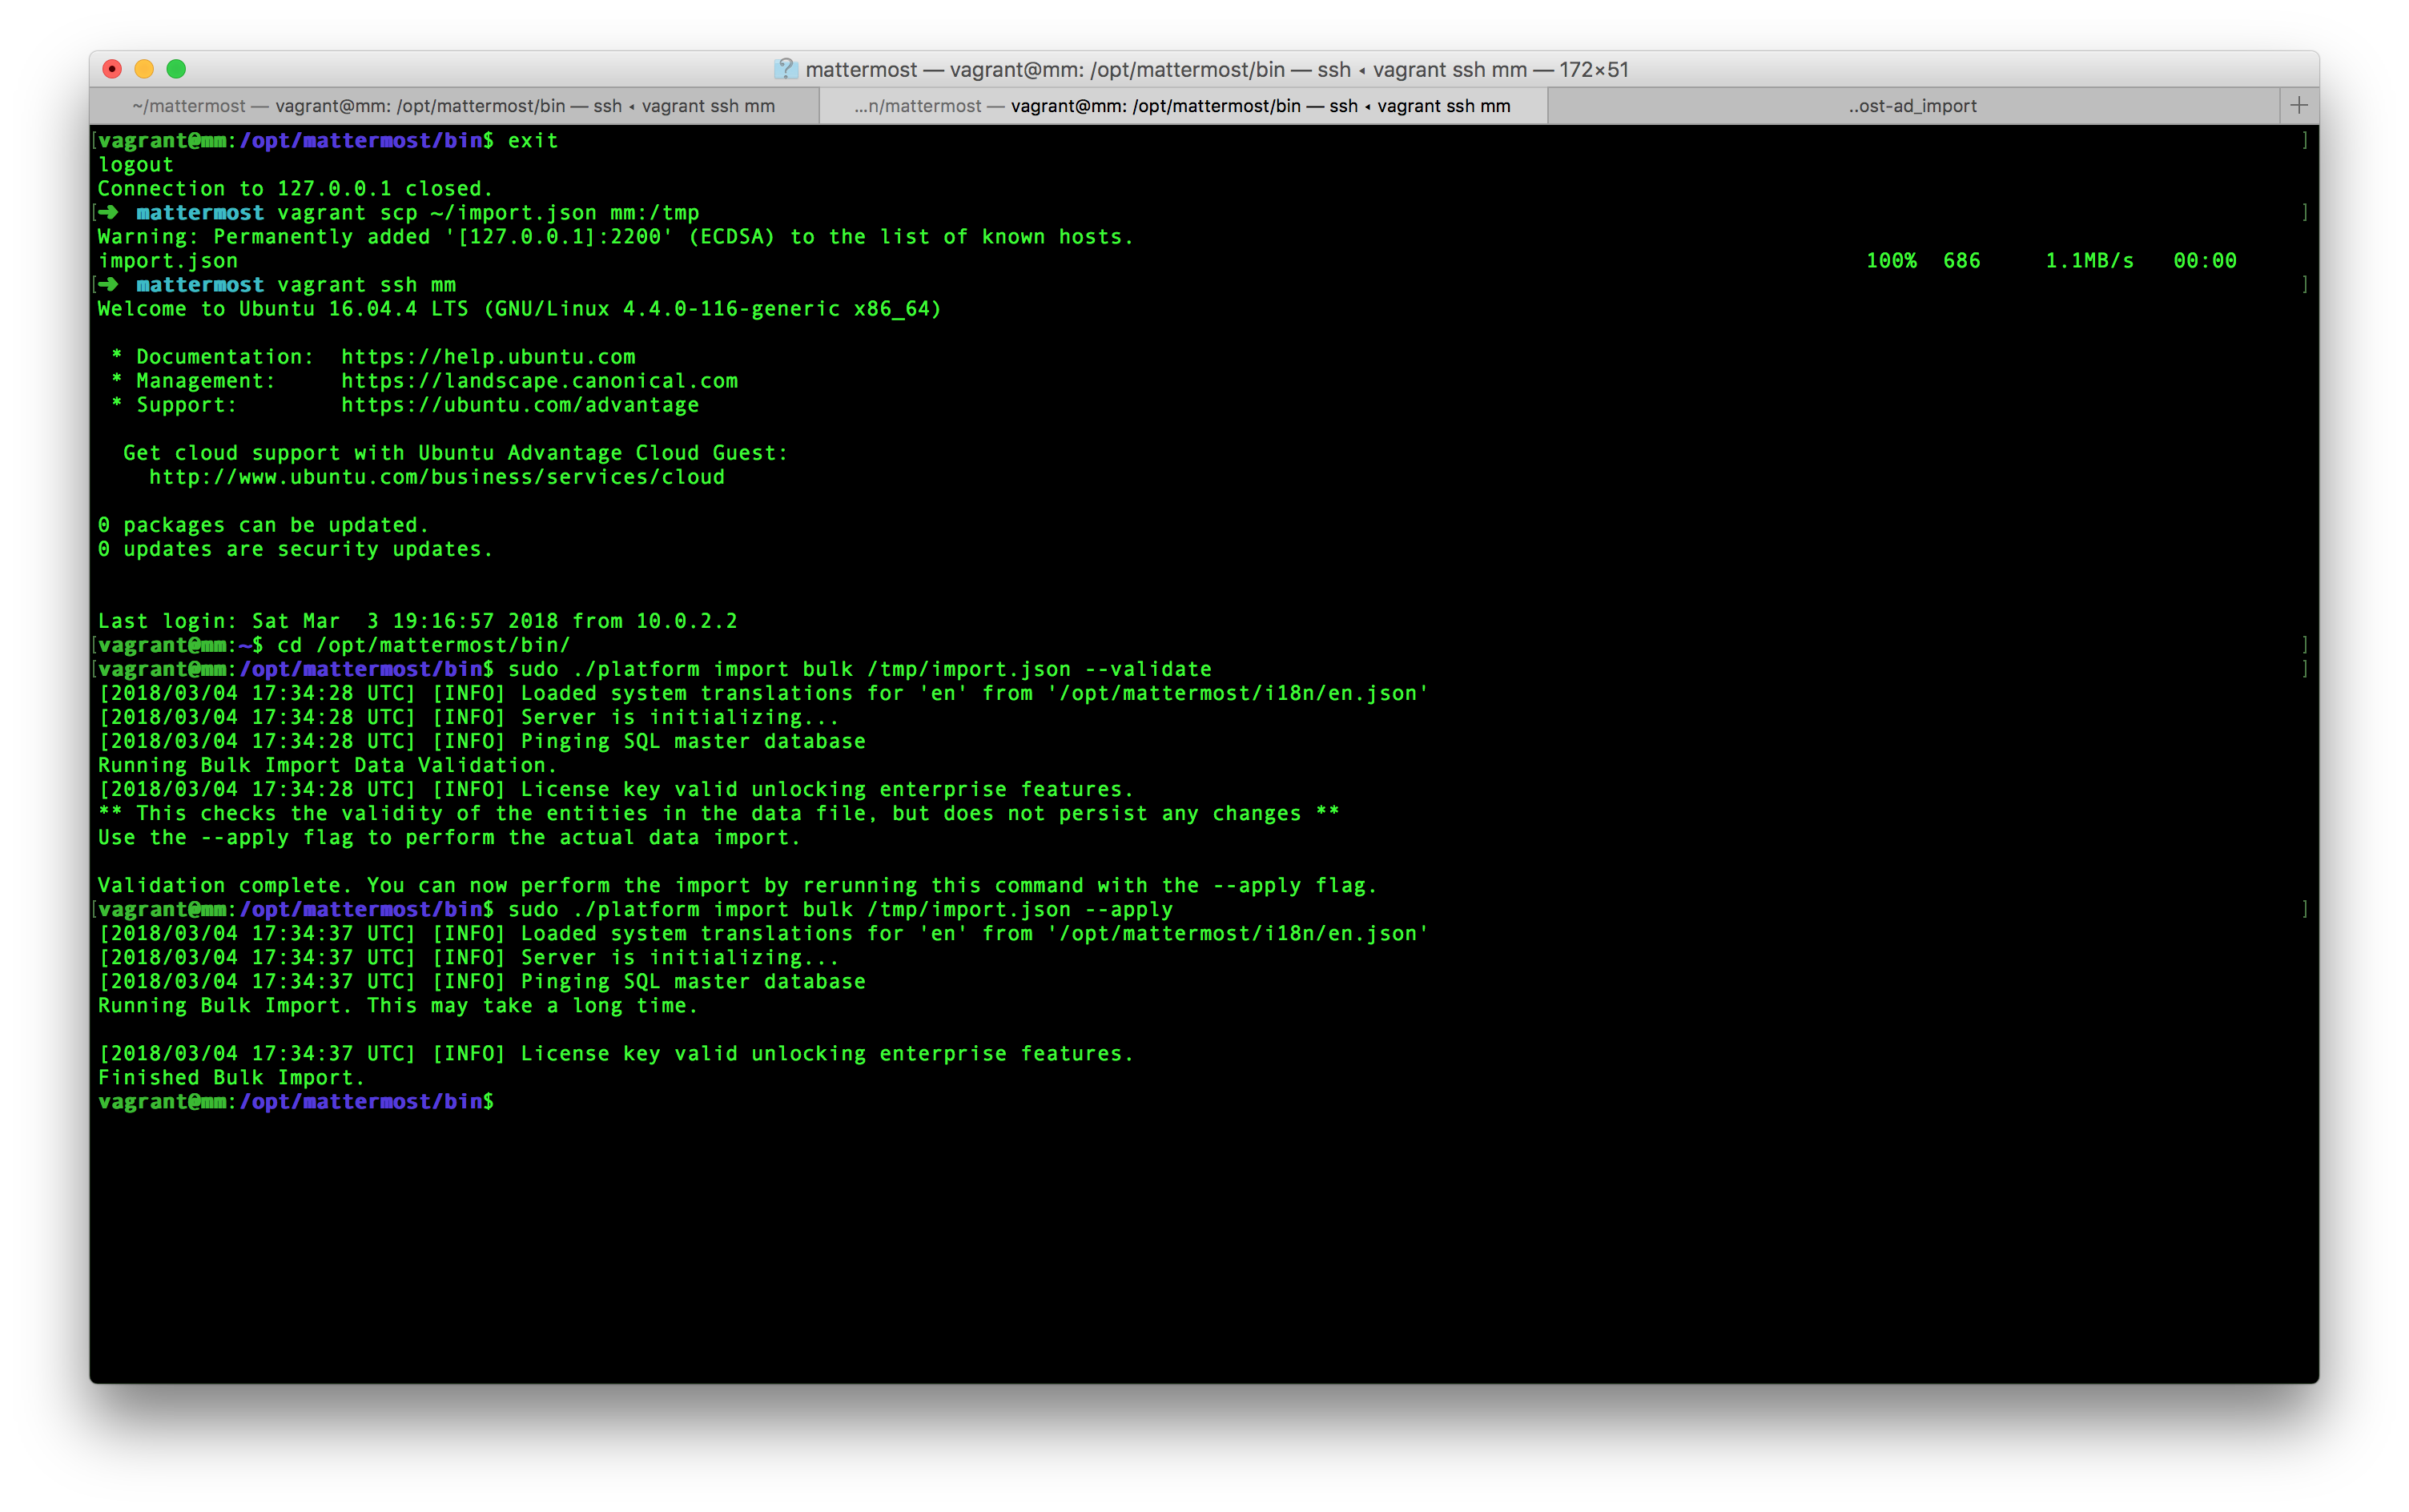 mattermost — vagrant@mm: /opt/mattermost/bin — ssh ◂ vagrant ssh mm — 172×51
~/mattermost — vagrant@mm: /opt/mattermost/bin — ssh ◂ vagrant ssh mm
...n/mattermost — vagrant@mm: /opt/mattermost/bin — ssh ◂ vagrant ssh mm
..ost-ad_import
[vagrant@mm:/opt/mattermost/bin$ exit ]
logout
Connection to 127.0.0.1 closed.
[➜  mattermost vagrant scp ~/import.json mm:/tmp ]
Warning: Permanently added '[127.0.0.1]:2200' (ECDSA) to the list of known hosts.
import.json 100% 686 1.1MB/s 00:00
[➜  mattermost vagrant ssh mm ]
Welcome to Ubuntu 16.04.4 LTS (GNU/Linux 4.4.0-116-generic x86_64)
* Documentation:  https://help.ubuntu.com
* Management:     https://landscape.canonical.com
* Support:        https://ubuntu.com/advantage
Get cloud support with Ubuntu Advantage Cloud Guest:
http://www.ubuntu.com/business/services/cloud
0 packages can be updated.
0 updates are security updates.
Last login: Sat Mar  3 19:16:57 2018 from 10.0.2.2
[vagrant@mm:~$ cd /opt/mattermost/bin/ ]
[vagrant@mm:/opt/mattermost/bin$ sudo ./platform import bulk /tmp/import.json --validate ]
[2018/03/04 17:34:28 UTC] [INFO] Loaded system translations for 'en' from '/opt/mattermost/i18n/en.json'
[2018/03/04 17:34:28 UTC] [INFO] Server is initializing...
[2018/03/04 17:34:28 UTC] [INFO] Pinging SQL master database
Running Bulk Import Data Validation.
[2018/03/04 17:34:28 UTC] [INFO] License key valid unlocking enterprise features.
** This checks the validity of the entities in the data file, but does not persist any changes **
Use the --apply flag to perform the actual data import.
Validation complete. You can now perform the import by rerunning this command with the --apply flag.
[vagrant@mm:/opt/mattermost/bin$ sudo ./platform import bulk /tmp/import.json --apply ]
[2018/03/04 17:34:37 UTC] [INFO] Loaded system translations for 'en' from '/opt/mattermost/i18n/en.json'
[2018/03/04 17:34:37 UTC] [INFO] Server is initializing...
[2018/03/04 17:34:37 UTC] [INFO] Pinging SQL master database
Running Bulk Import. This may take a long time.
[2018/03/04 17:34:37 UTC] [INFO] License key valid unlocking enterprise features.
Finished Bulk Import.
vagrant@mm:/opt/mattermost/bin$